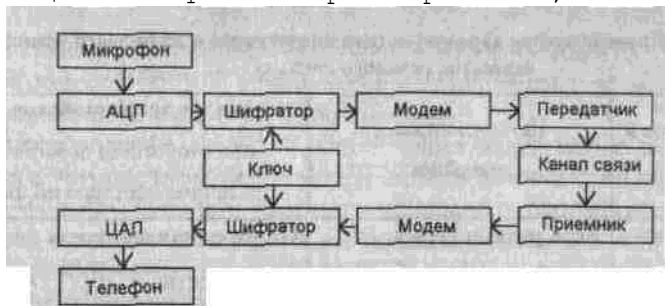 Микрофон
АЦП Шифратор Модем Передатчик
Ключ Канал связи
ЦАП Шифратор Модем Приемник
Телефон